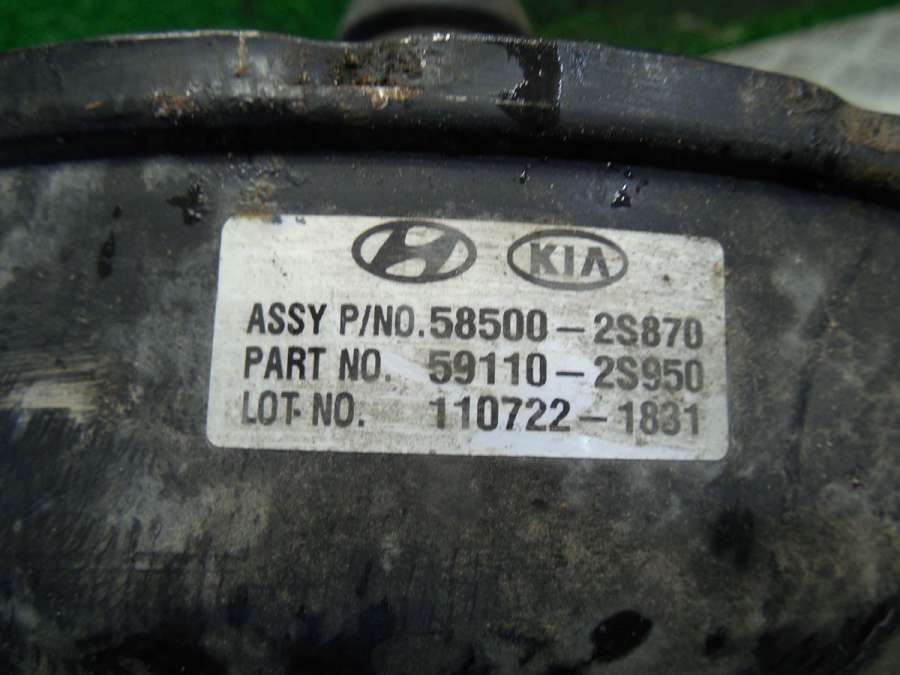 KIA
ASSY P/NO. 58500-2S870
PART NO. 59110-2S950
LOT NO. 110722-1831